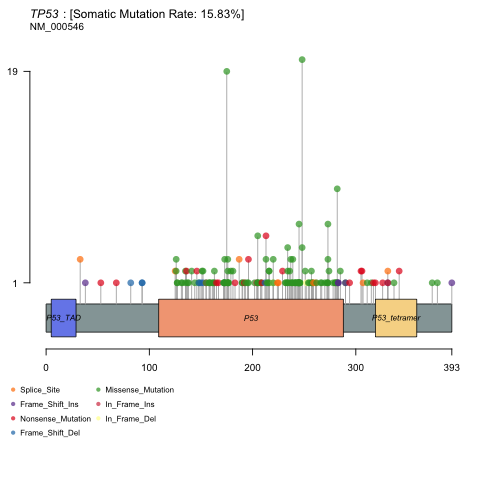 TP53 : [Somatic Mutation Rate: 15.83%]
NM_000546
19
1
P53_TAD
P53
P53_tetramer
0 100 200 300 393
Splice_Site
Frame_Shift_Ins
Nonsense_Mutation
Frame_Shift_Del
Missense_Mutation
In_Frame_Ins
In_Frame_Del